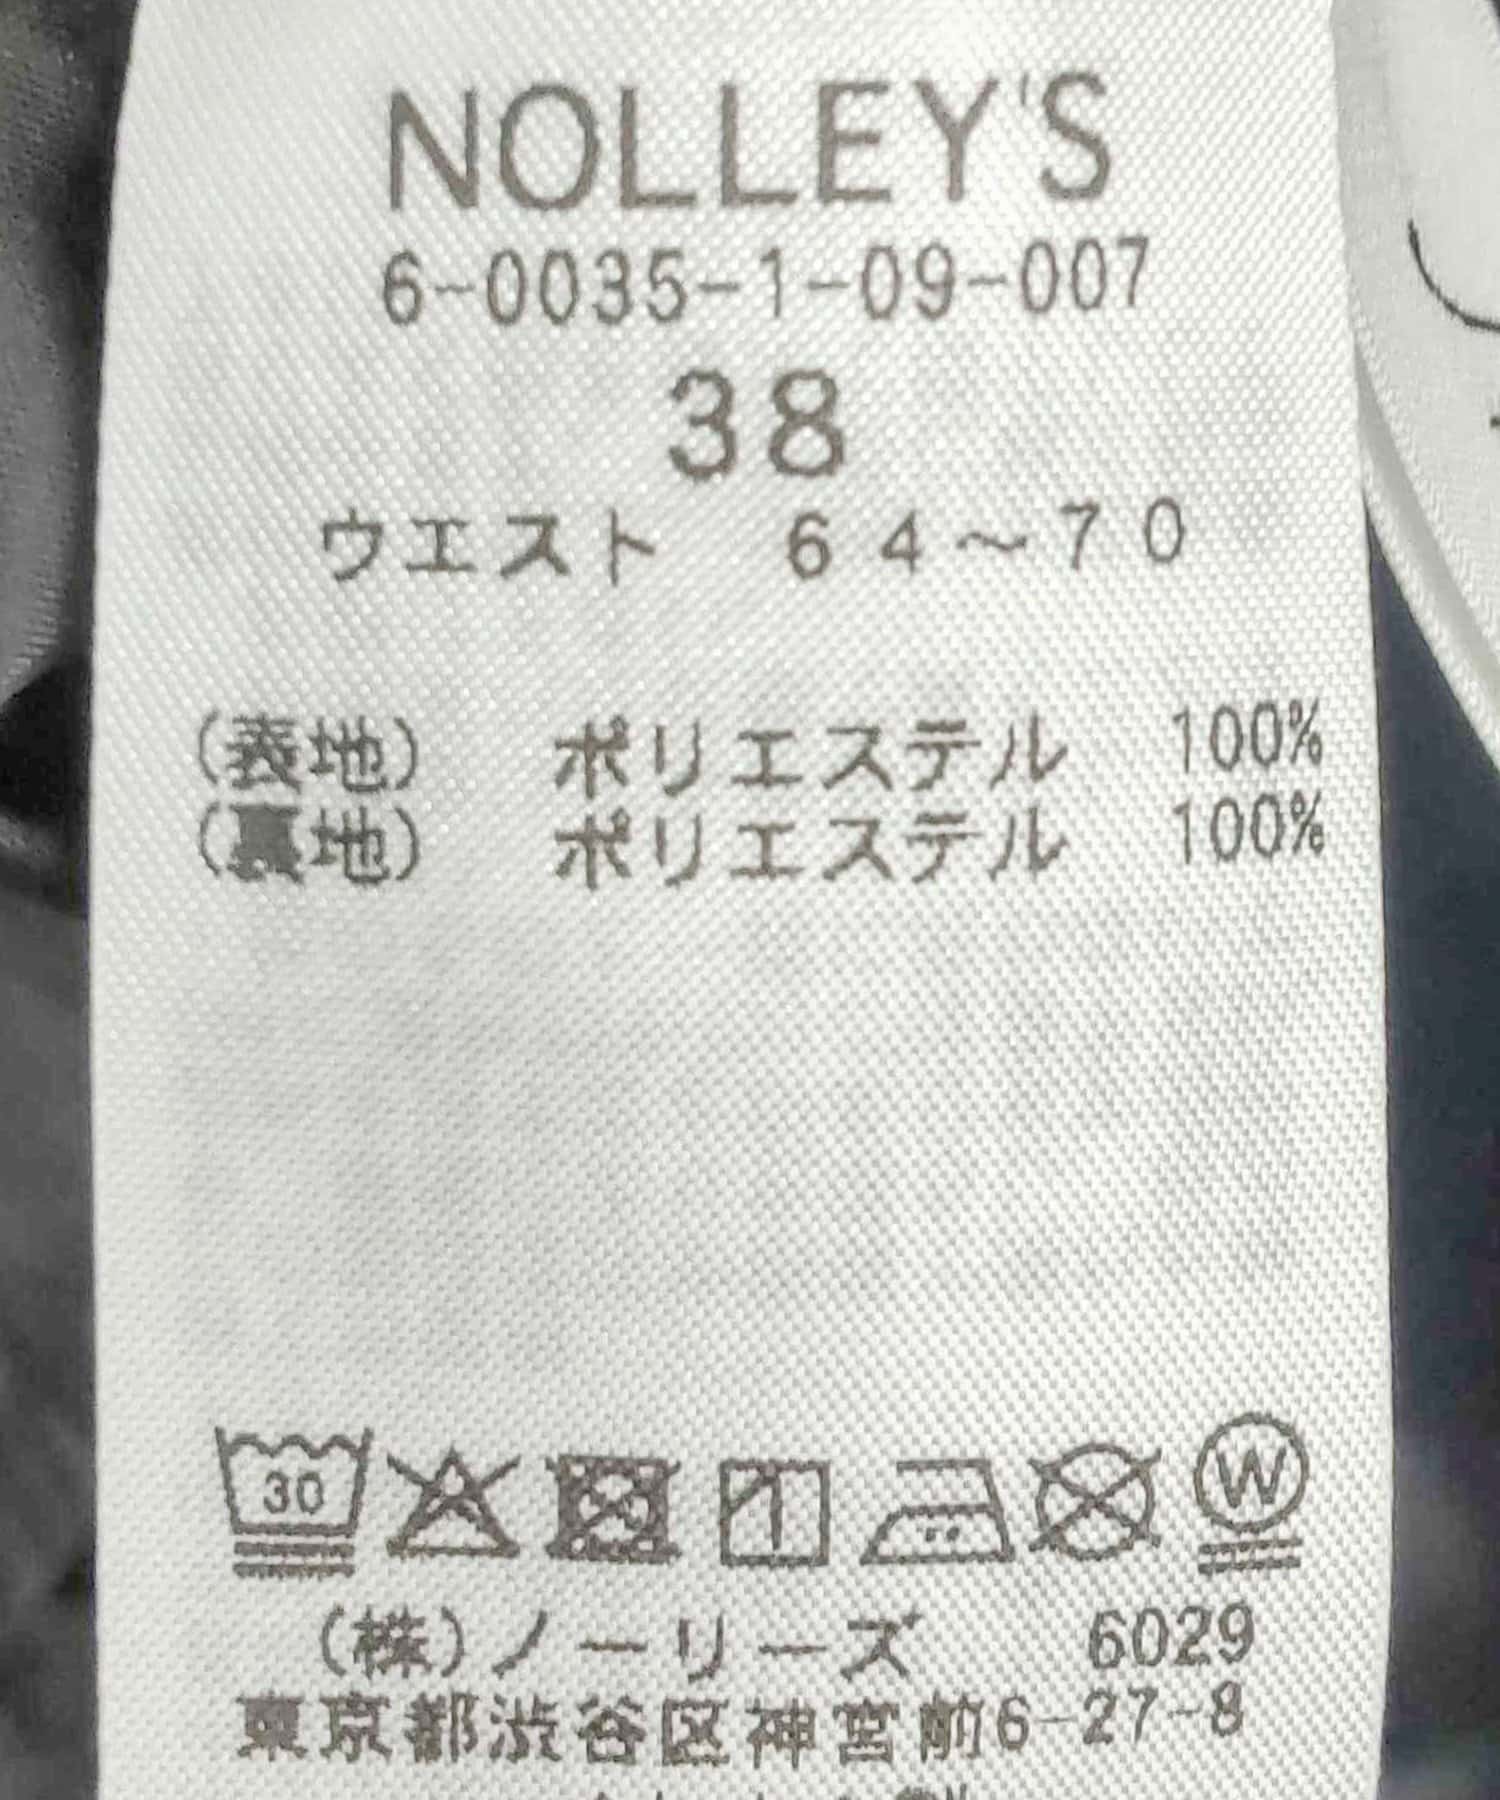 NOLLEY'S
6-0035-1-09-007
38
ウエスト 64～70
(表地) ポリエステル 100%
(裏地) ポリエステル 100%
30 W
(株)ノーリーズ 6029
東京都渋谷区神宮前6-27-8